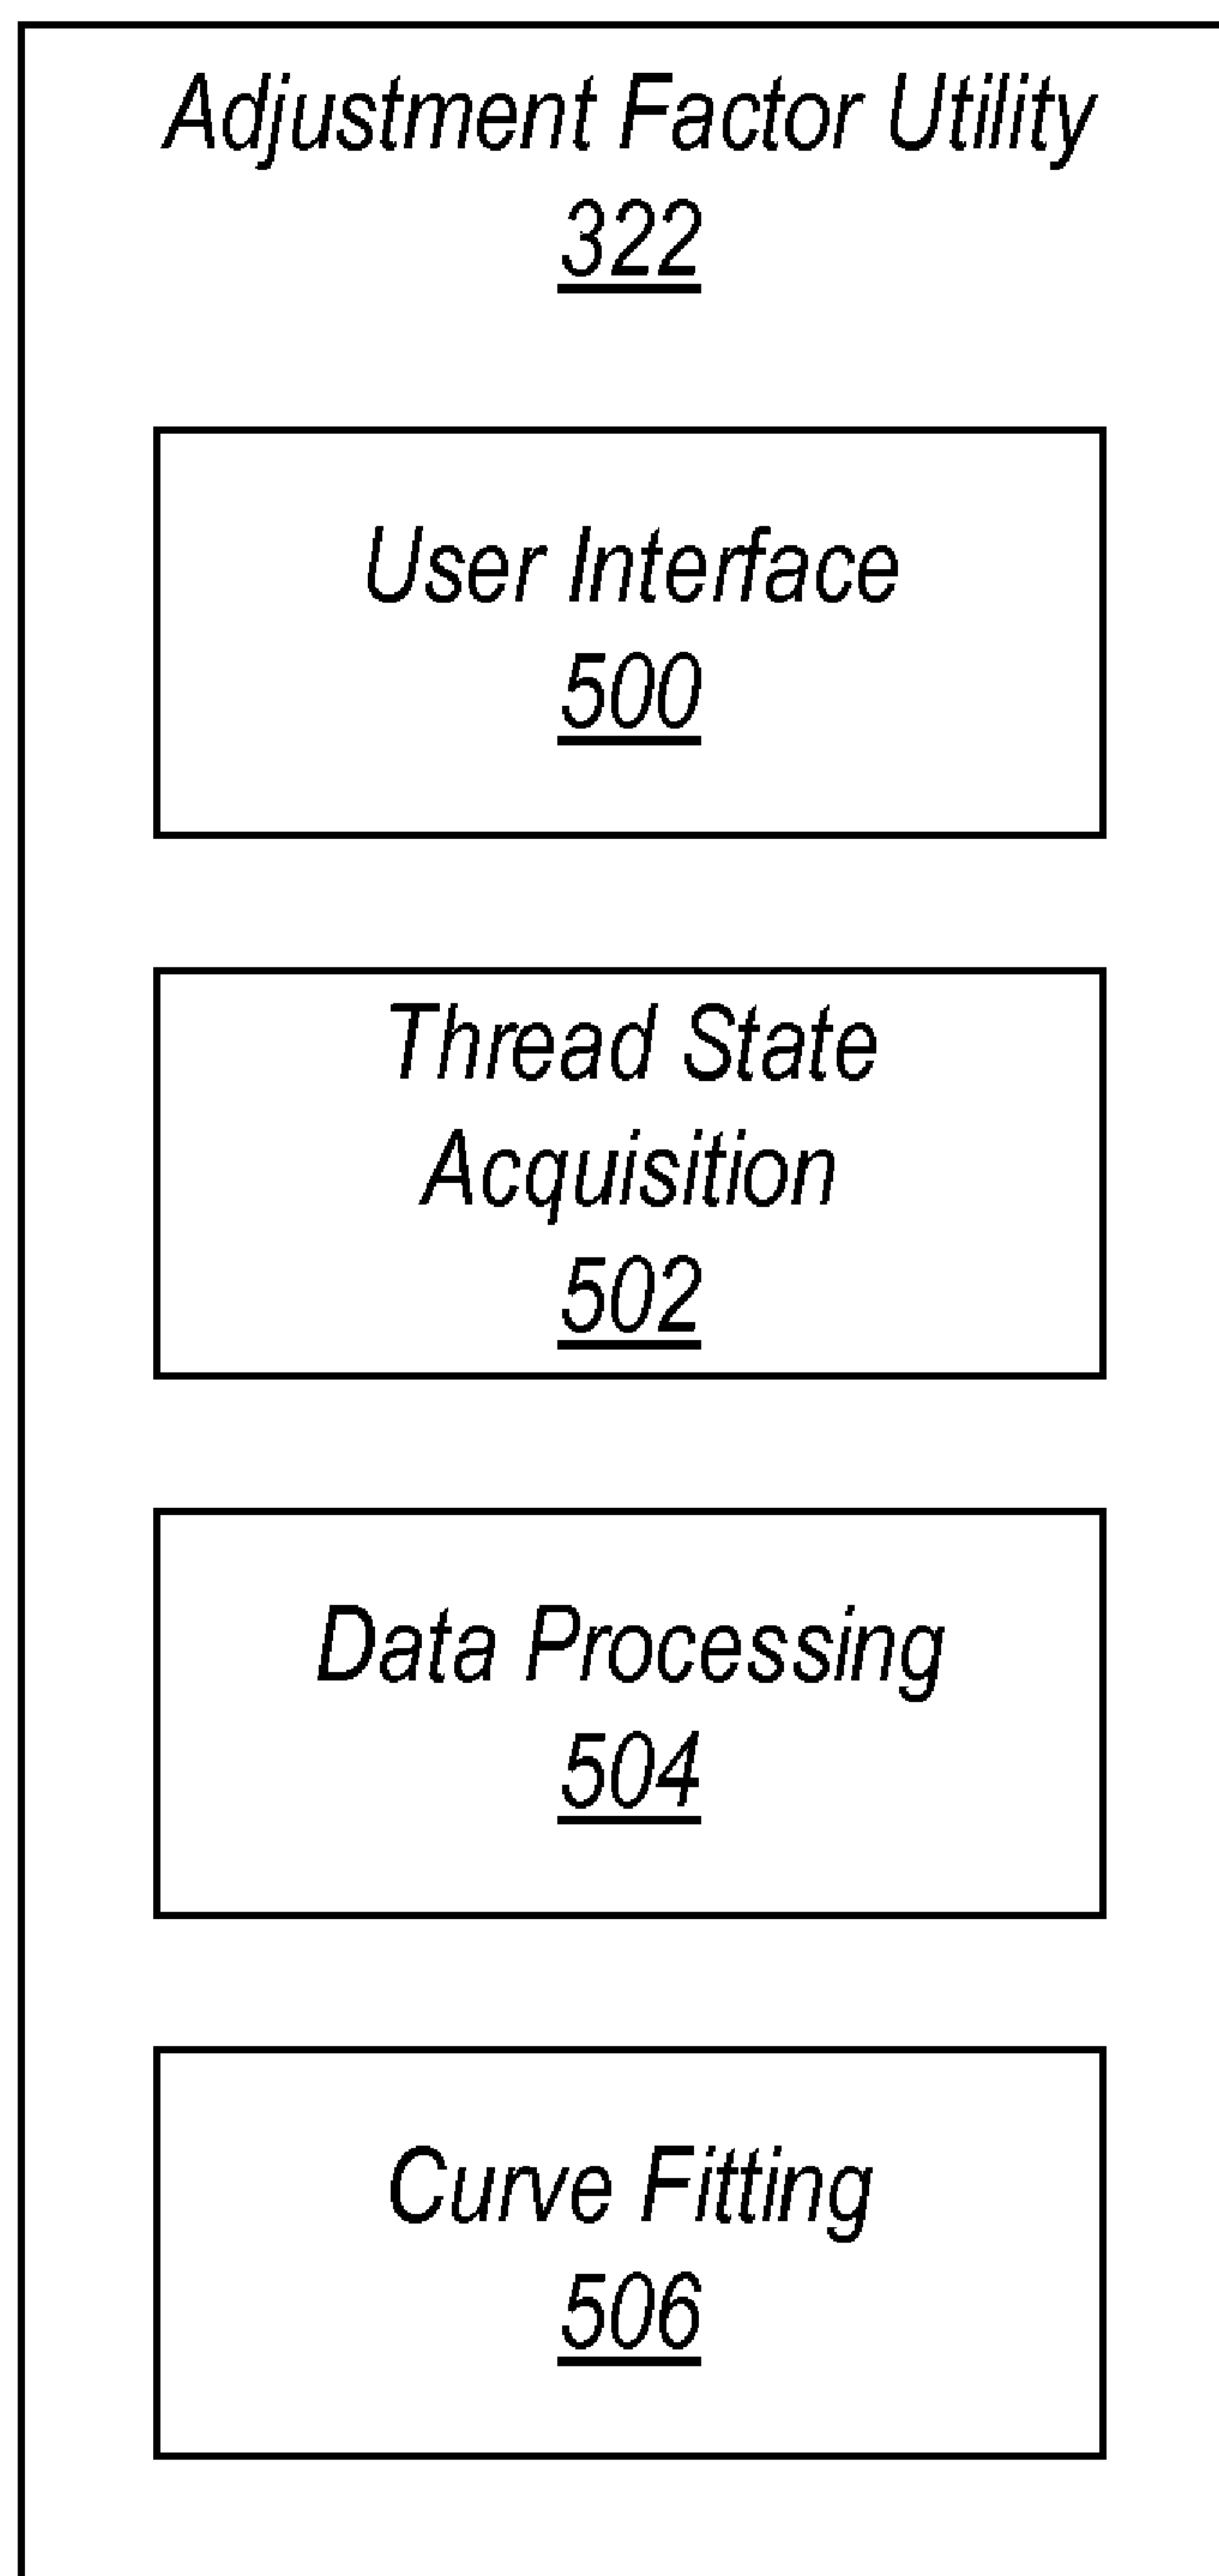 Adjustment Factor Utility
322
User Interface
500
Thread State
Acquisition
502
Data Processing
504
Curve Fitting
506